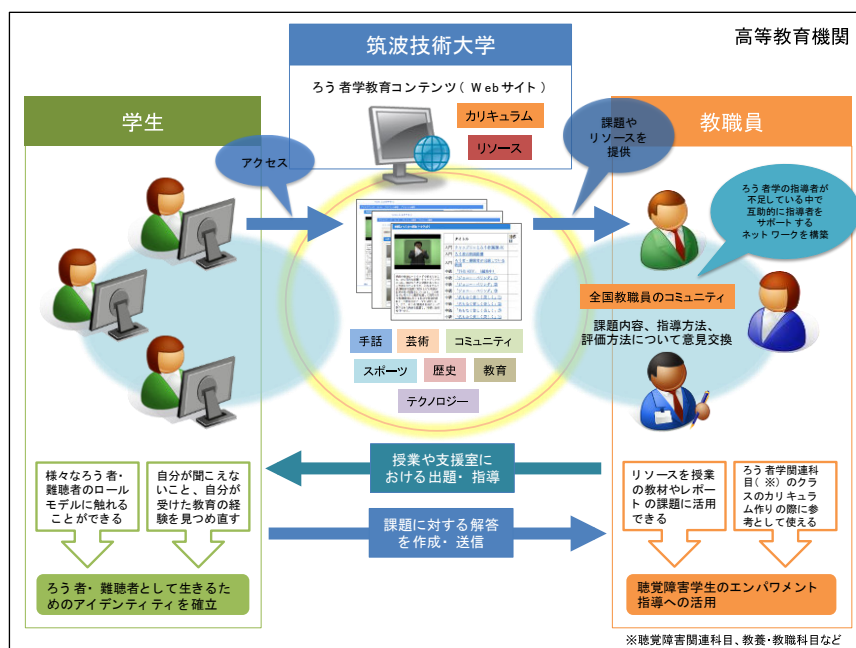 高等教育機関
筑波技術大学
ろう者学教育コンテンツ(Webサイト)
カリキュラム
リソース
学生
アクセス
課題や
リソースを
提供
教職員
ろう者学の指導者が
不足している中で
互助的に指導者を
サポートする
ネットワークを構築
タイトル
全国教職員のコミュニティ
課題内容、指導方法、
評価方法について意見交換
手話
芸術
コミュニティ
スポーツ
歴史
教育
テクノロジー
授業や支援室に
おける出題・指導
課題に対する解答
を作成・送信
様々なろう者・
難聴者のロール
モデルに触れる
ことができる
自分が聞こえな
いこと、自分が
受けた教育の経
験を見つめ直す
ろう者・難聴者として生きるた
めのアイデンティティを確立
リソースを授業
の教材やレポー
トの課題に活用
できる
ろう者学関連科
目(※)のクラ
スのカリキュラ
ム作りの際に参
考として使える
聴覚障害学生のエンパワメント
指導への活用
※聴覚障害関連科目、教養・教職科目など